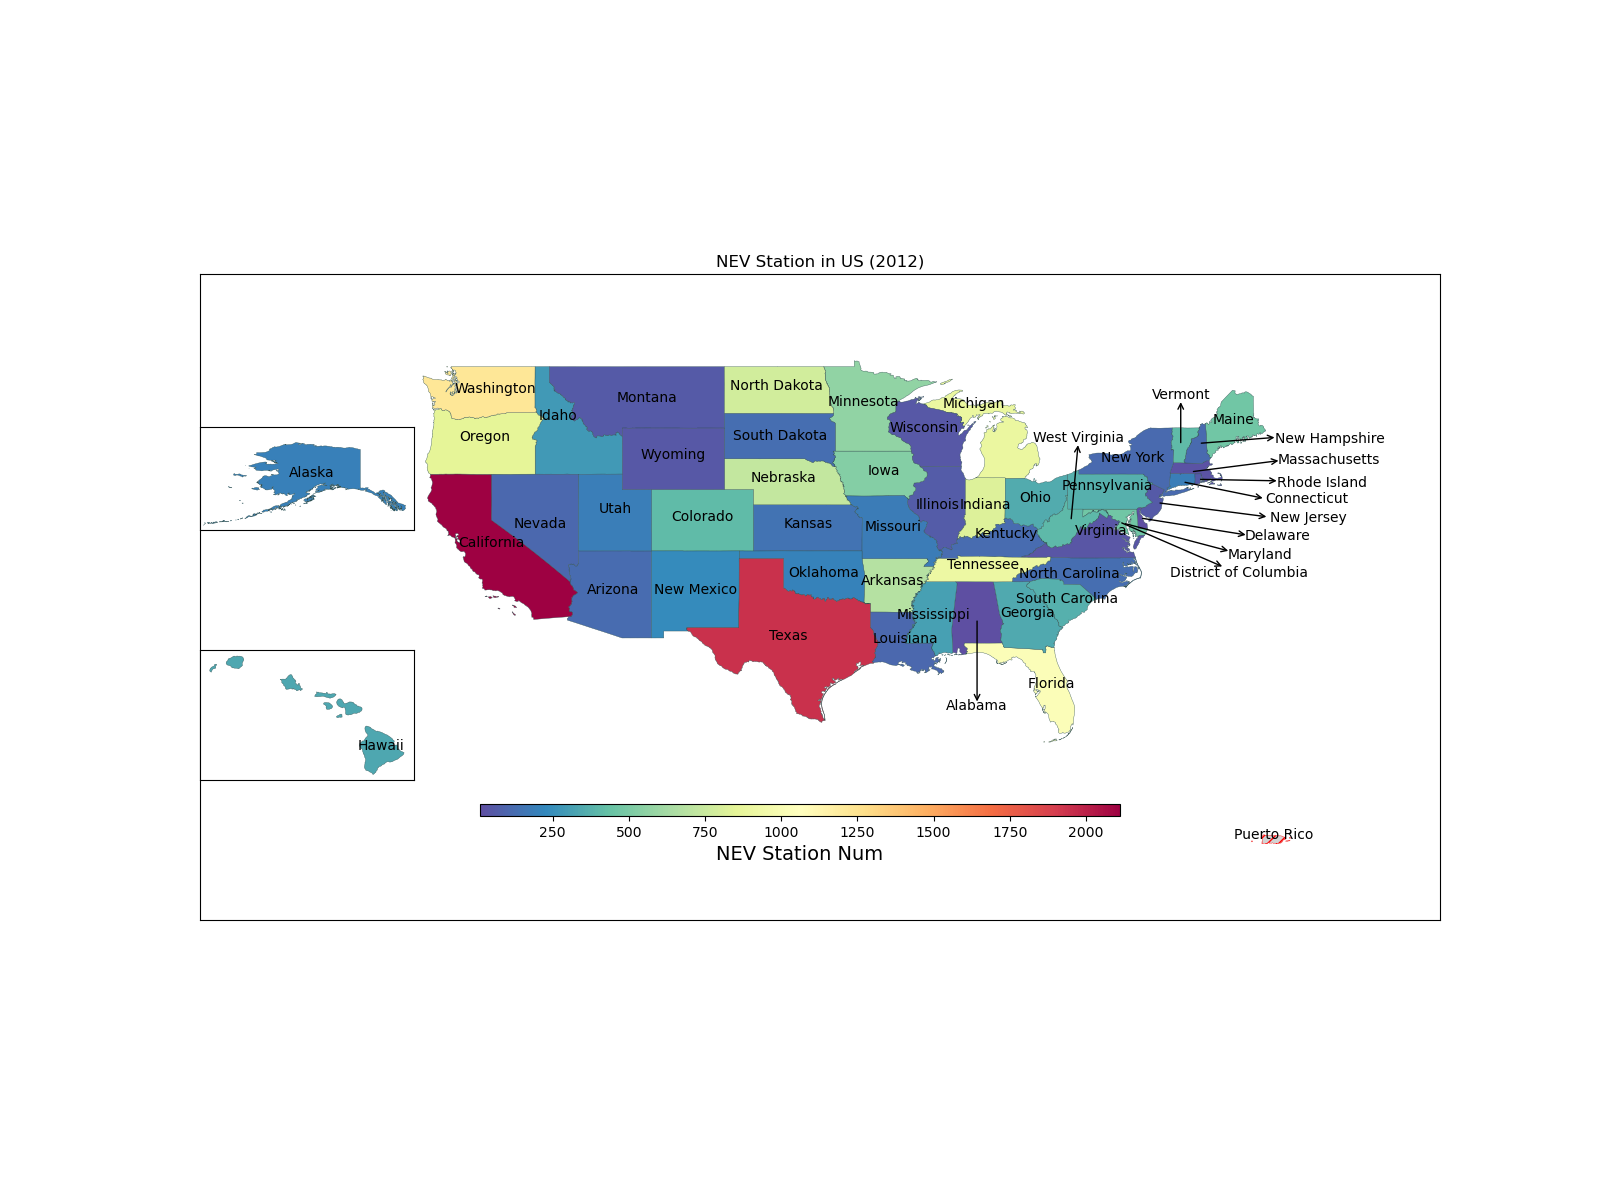 NEV Station in US (2012)
Washington
Montana
North Dakota
Minnesota
Michigan
Vermont
Maine
Idaho
Oregon
South Dakota
Wisconsin
West Virginia
New York
New Hampshire
Massachusetts
Wyoming
Alaska
Nebraska
Iowa
Pennsylvania
Rhode Island
Connecticut
Utah
Colorado
Illinois
Indiana
Ohio
New Jersey
Nevada
Kansas
Missouri
Kentucky
Virginia
Delaware
California
Maryland
District of Columbia
Arizona
New Mexico
Oklahoma
Arkansas
Tennessee
North Carolina
South Carolina
Texas
Mississippi
Georgia
Louisiana
Florida
Alabama
Hawaii
250 500 750 1000 1250 1500 1750 2000
NEV Station Num
Puerto Rico